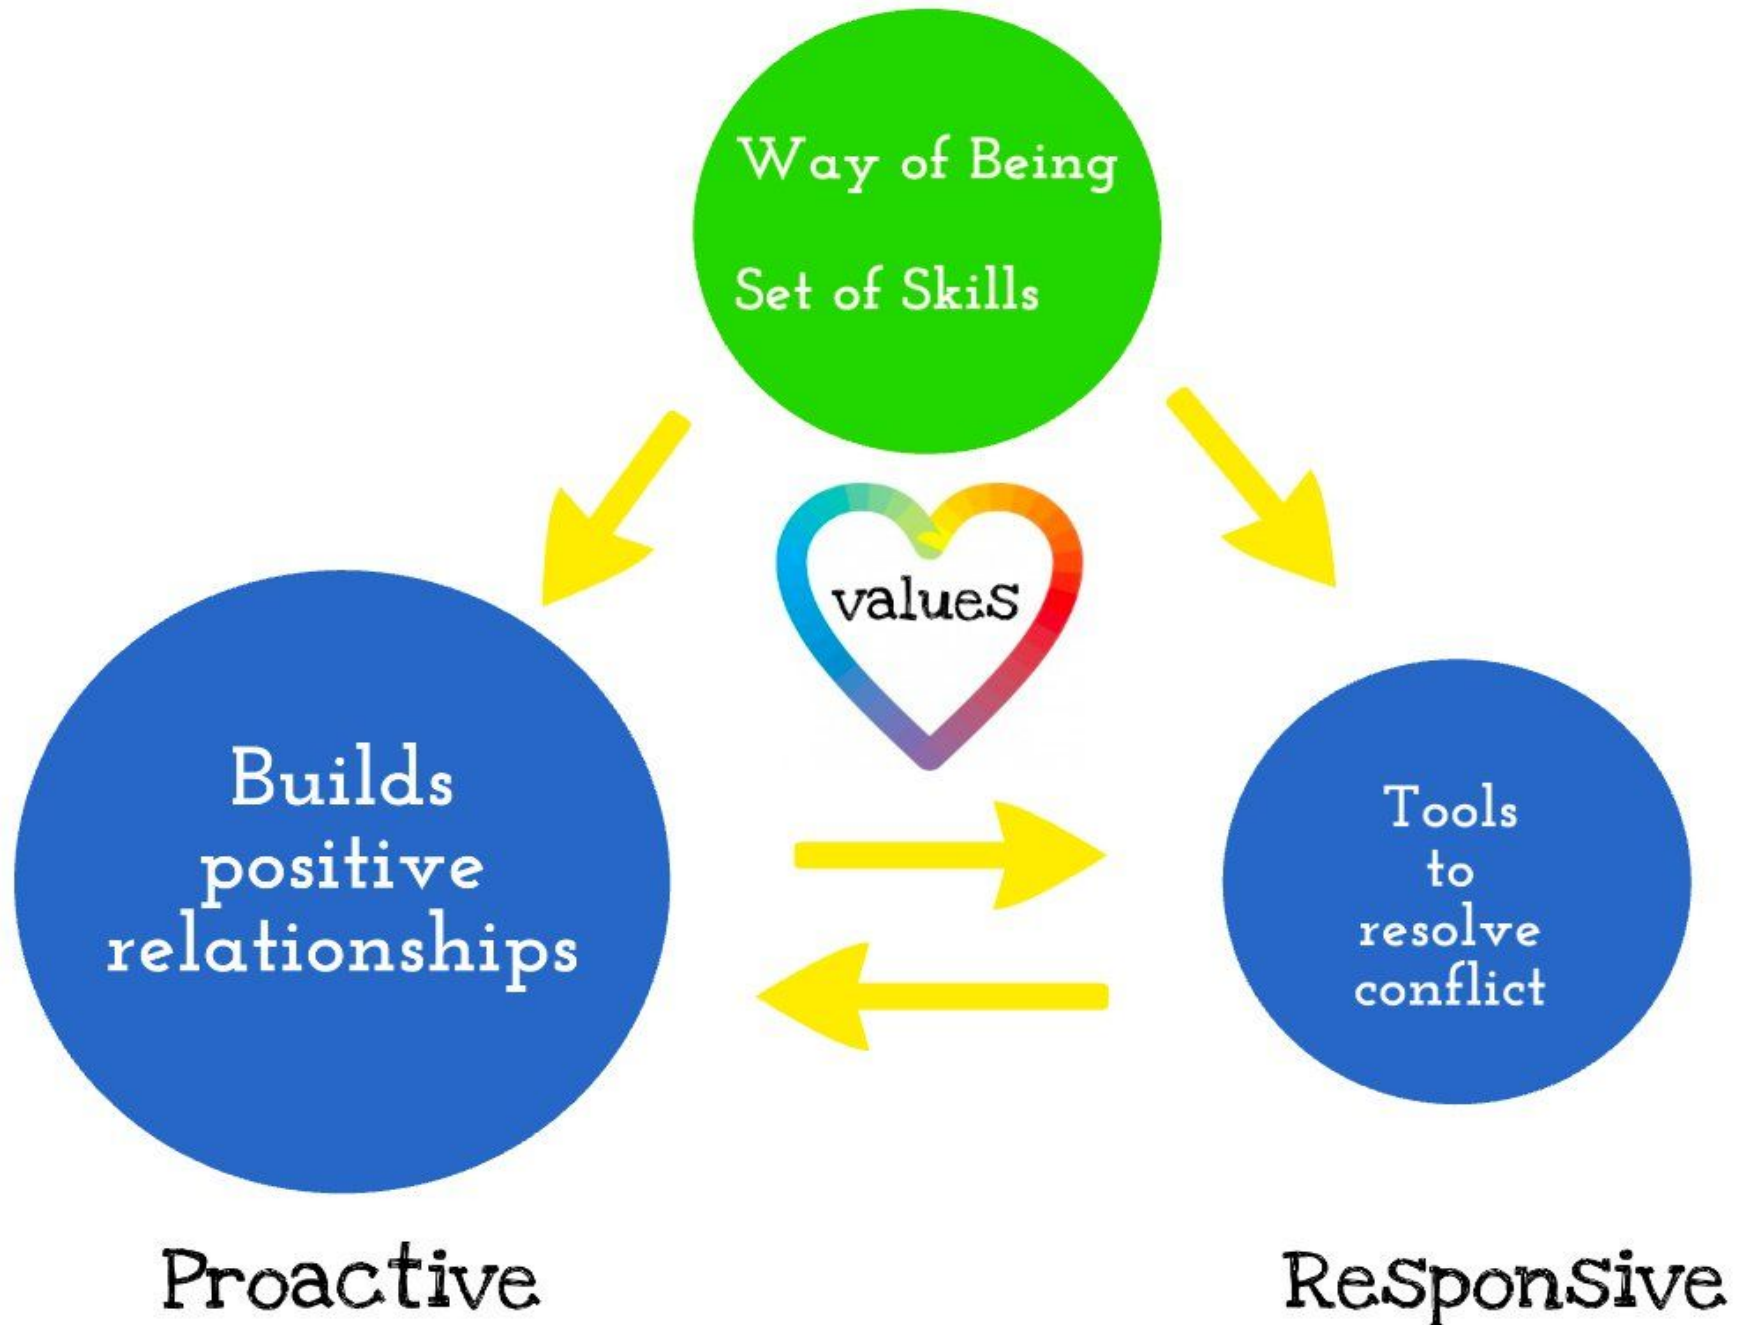 Way of Being
Set of Skills
values
Builds
positive
relationships
Tools
to
resolve
conflict
Proactive
Responsive